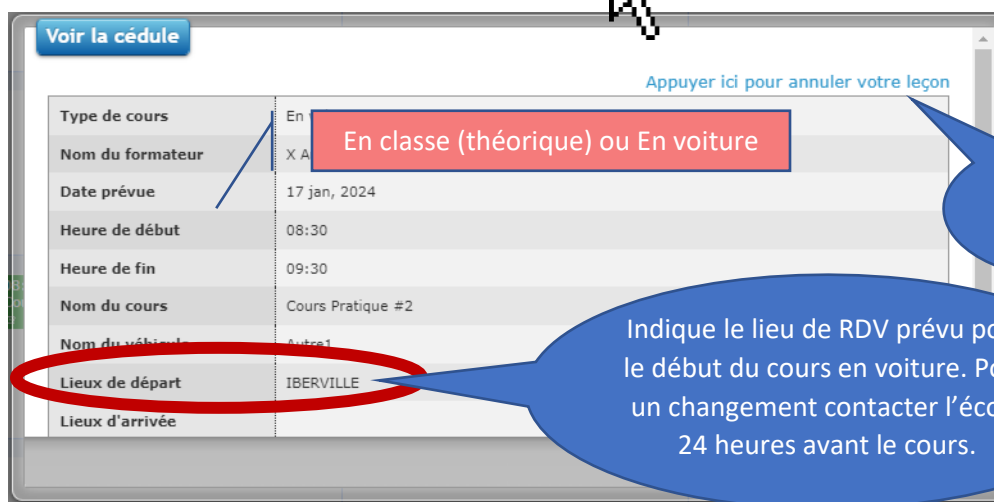 Voir la cédule
Appuyer ici pour annuler votre leçon
Type de cours En
En classe (théorique) ou En voiture
Nom du formateur X A
Date prévue 17 jan, 2024
Heure de début 08:30
Heure de fin 09:30
Nom du cours Cours Pratique #2
Nom du véhicule Autre1
Lieux de départ IBERVILLE
Lieux d'arrivée
Indique le lieu de RDV prévu
le début du cours en voiture.
un changement contacter
24 heures avant le cours.